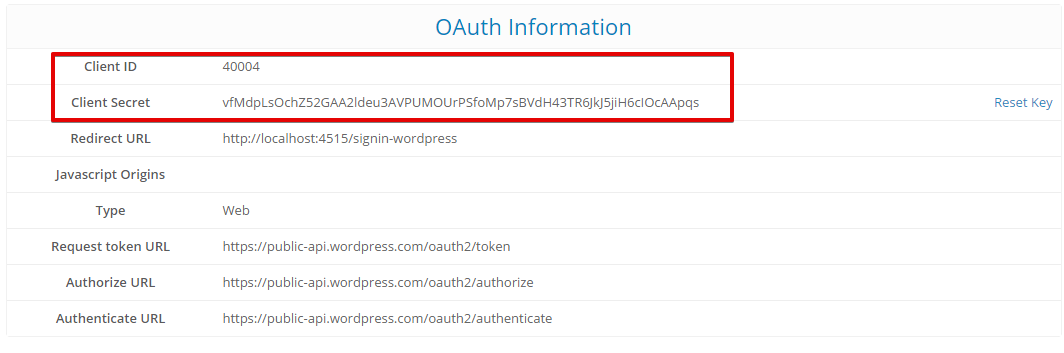 OAuth Information
Client ID 40004
Client Secret vfMdpLsOchZ52GAA2ldeu3AVPUMOUrPSfoMp7sBVdH43TR6JkJ5jiH6cIOcAApqs Reset Key
Redirect URL http://localhost:4515/signin-wordpress
Javascript Origins
Type Web
Request token URL https://public-api.wordpress.com/oauth2/token
Authorize URL https://public-api.wordpress.com/oauth2/authorize
Authenticate URL https://public-api.wordpress.com/oauth2/authenticate